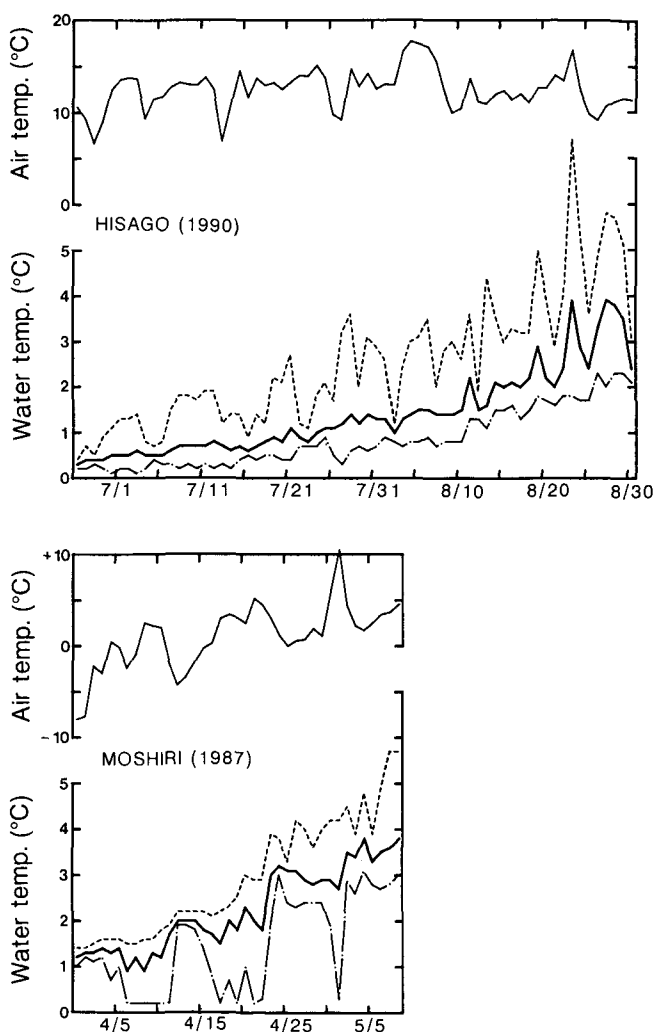 20
10
0
Air temp. (°C)
HISAGO (1990)
5
4
3
2
1
0
Water temp. (°C)
7/1 7/11 7/21 7/31 8/10 8/20 8/30
+10
0
-10
Air temp. (°C)
MOSHIRI (1987)
5
4
3
2
1
0
Water temp. (°C)
4/5 4/15 4/25 5/5